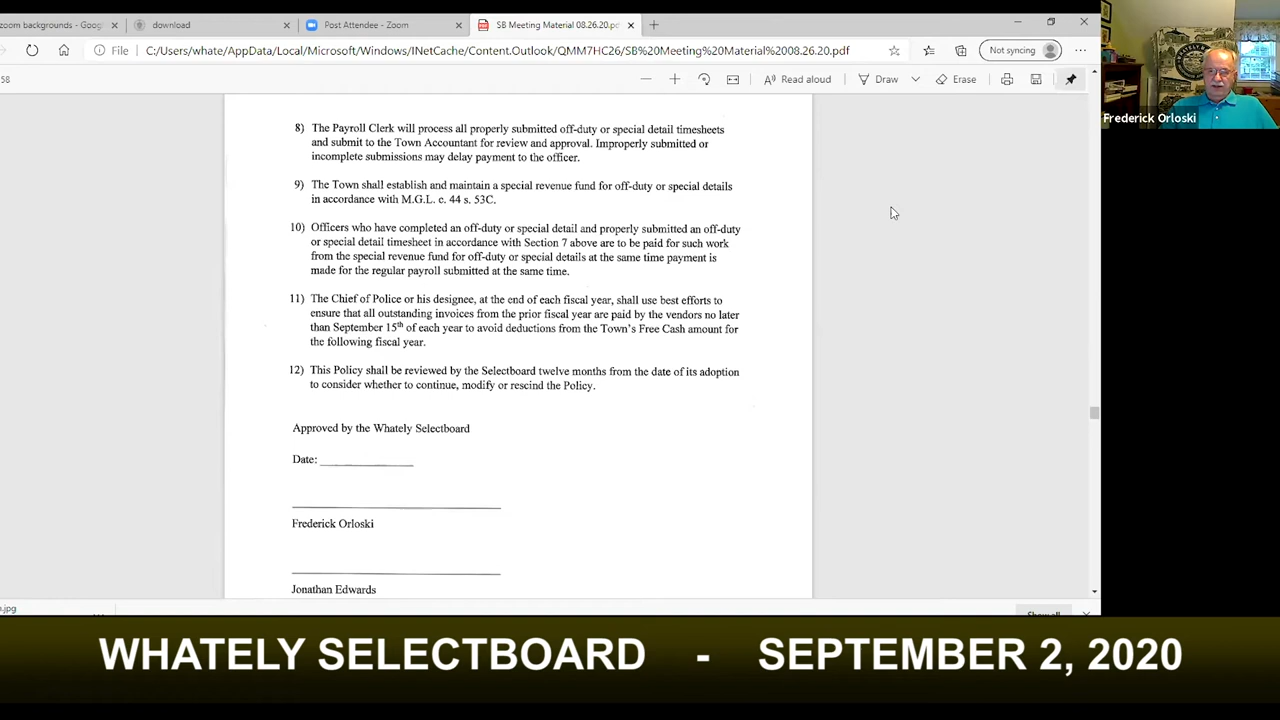 zoom backgrounds - Goog
download
Post Attendee - Zoom
SB Meeting Material 08.26.20.pd
File
C:/Users/whate/AppData/Local/Microsoft/Windows/INetCache/Content.Outlook/QMM7HC26/SB%20Meeting%20Material%2008.26.20.pdf
Not syncing
58
Read aloud
Draw
Erase
Frederick Orloski
8) The Payroll Clerk will process all properly submitted off-duty or special detail timesheets
and submit to the Town Accountant for review and approval. Improperly submitted or
incomplete submissions may delay payment to the officer.
9) The Town shall establish and maintain a special revenue fund for off-duty or special details
in accordance with M.G.L. c. 44 s. 53C.
10) Officers who have completed an off-duty or special detail and properly submitted an off-duty
or special detail timesheet in accordance with Section 7 above are to be paid for such work
from the special revenue fund for off-duty or special details at the same time payment is
made for the regular payroll submitted at the same time.
11) The Chief of Police or his designee, at the end of each fiscal year, shall use best efforts to
ensure that all outstanding invoices from the prior fiscal year are paid by the vendors no later
than September 15th of each year to avoid deductions from the Town's Free Cash amount for
the following fiscal year.
12) This Policy shall be reviewed by the Selectboard twelve months from the date of its adoption
to consider whether to continue, modify or rescind the Policy.
Approved by the Whately Selectboard
Date:
Frederick Orloski
Jonathan Edwards
.jpg
Show all
WHATELY SELECTBOARD - SEPTEMBER 2, 2020